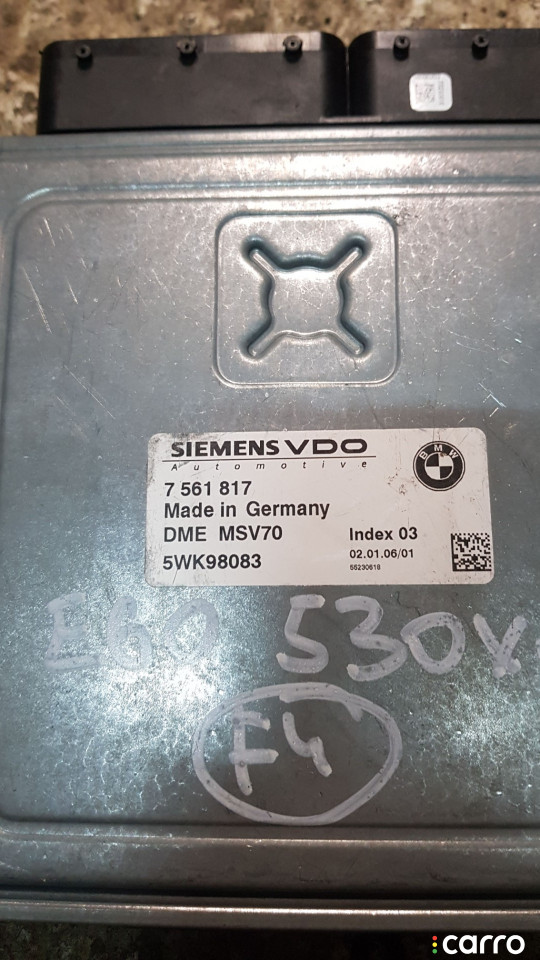 SIEMENS VDO
Automotive
BMW
7 561 817
Made in Germany
DME MSV70 Index 03
5WK98083 02.01.06/01
55230618
E60 530x
F4
carro